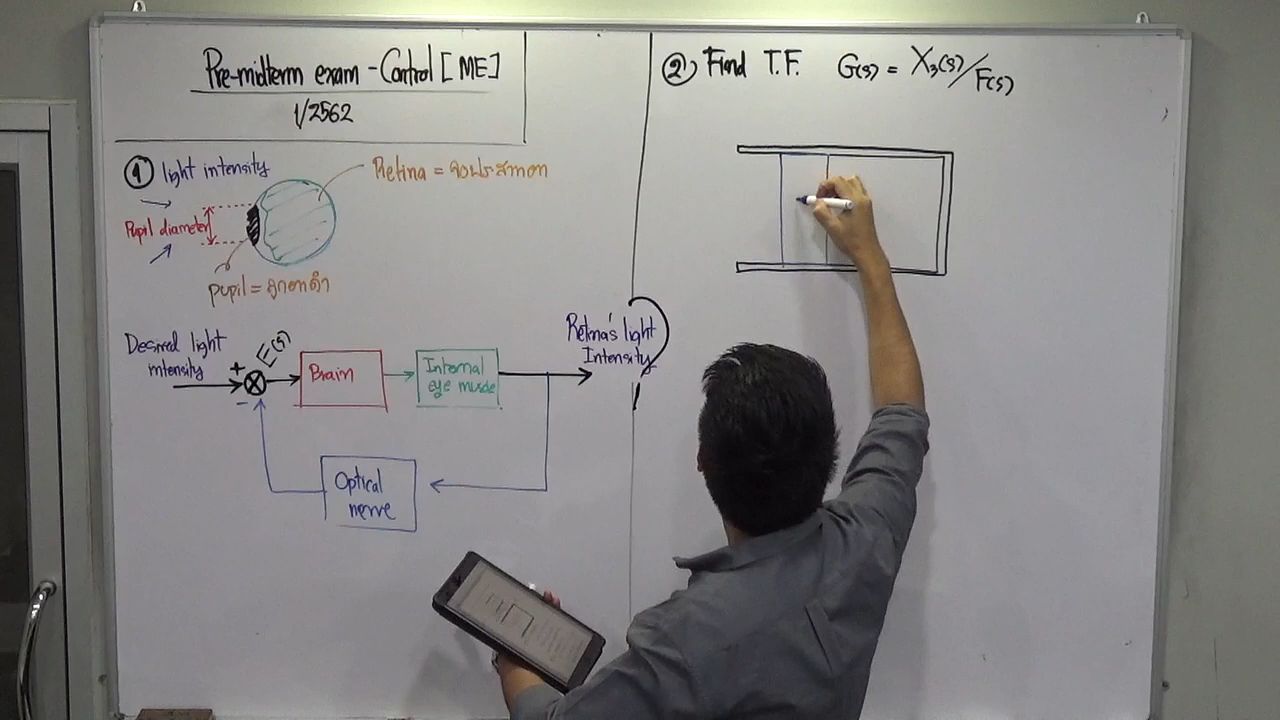 Pre-midterm exam - Control [ME]
1/2562
① light intensity
Retina = จอประสาทตา
Pupil diameter
pupil = ลูกตาดำ
Desired light
intensity
+
-
E(s)
Brain
Internal
eye muscle
Retina's light
Intensity
Optical
nerve
② Find T.F. G(s) = X₃(s)/F(s)